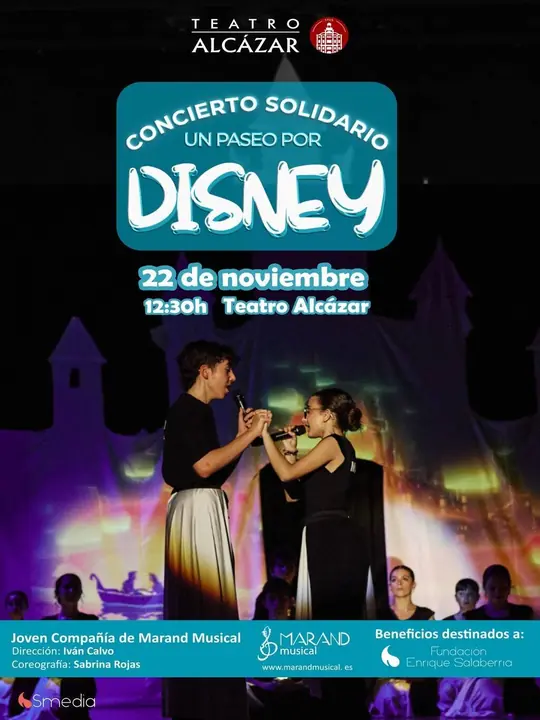 TEATRO
ALCÁZAR
CONCIERTO SOLIDARIO
UN PASEO POR
DISNEY
22 de noviembre
12:30h Teatro Alcázar
Joven Compañía de Marand Musical
Dirección: Iván Calvo
Coreografía: Sabrina Rojas
MARAND
musical
www.marandmusical.es
Beneficios destinados a:
Fundación
Enrique Salaberria
Smedia